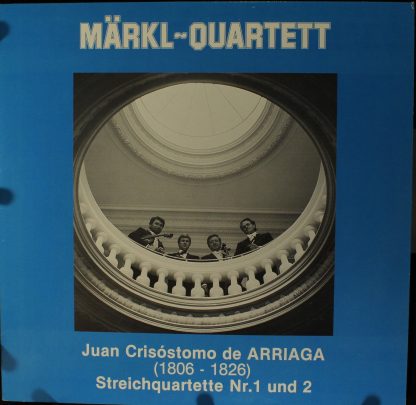 MÄRKL~QUARTETT
Juan Crisóstomo de ARRIAGA
(1806 - 1826)
Streichquartette Nr.1 und 2